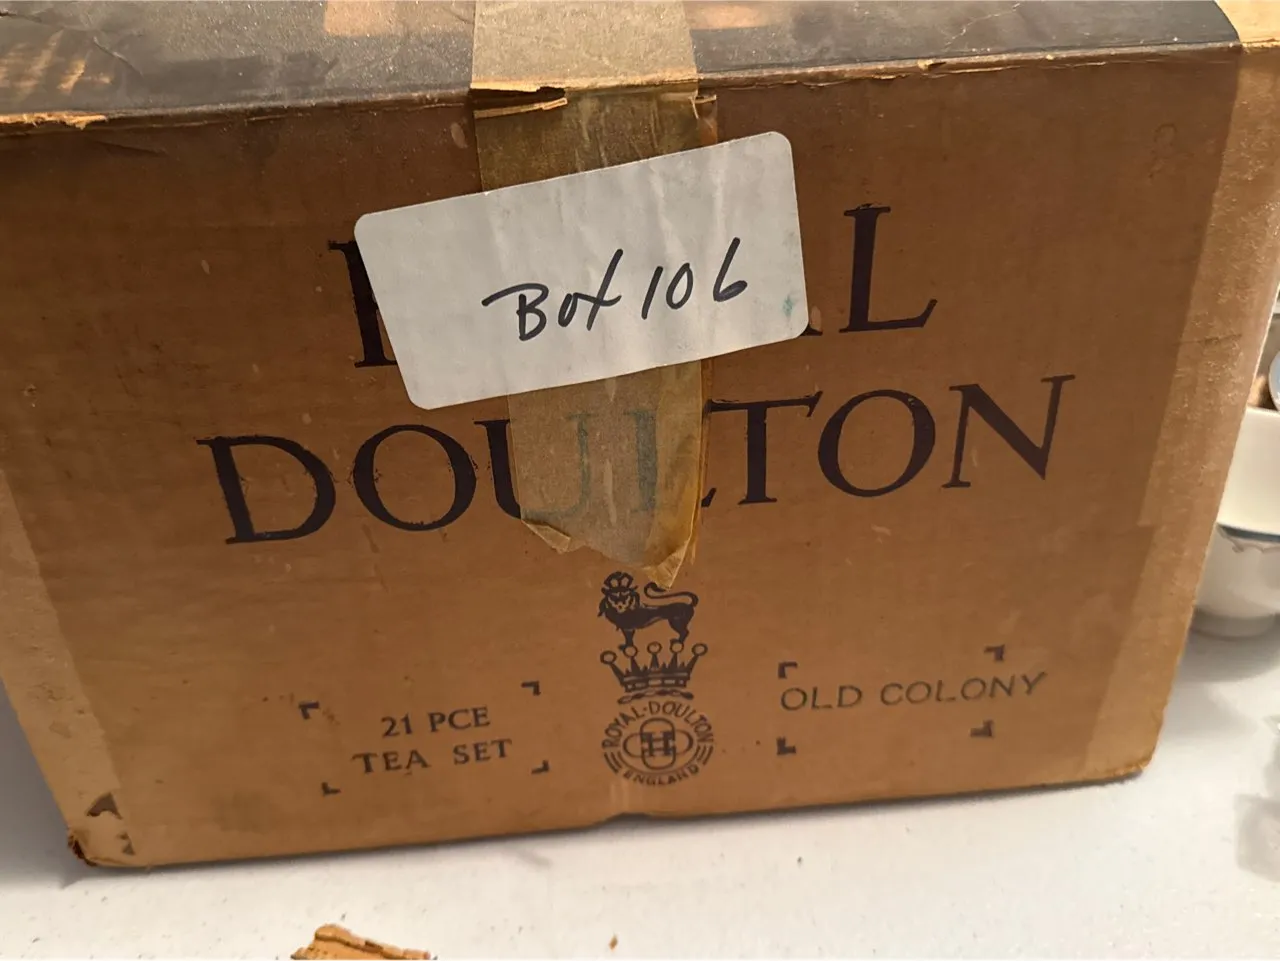 Box 106
L
DOULTON
21 PCE
TEA SET
ROYAL·DOULTON
ENGLAND
OLD COLONY